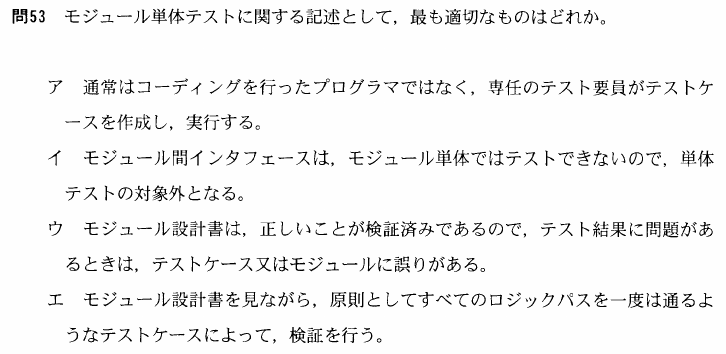 問53 モジュール単体テストに関する記述として，最も適切なものはどれか。
ア 通常はコーディングを行ったプログラマではなく，専任のテスト要員がテストケ
ースを作成し，実行する。
イ モジュール間インタフェースは，モジュール単体ではテストできないので，単体
テストの対象外となる。
ウ モジュール設計書は，正しいことが検証済みであるので，テスト結果に問題があ
るときは，テストケース又はモジュールに誤りがある。
エ モジュール設計書を見ながら，原則としてすべてのロジックパスを一度は通るよ
うなテストケースによって，検証を行う。